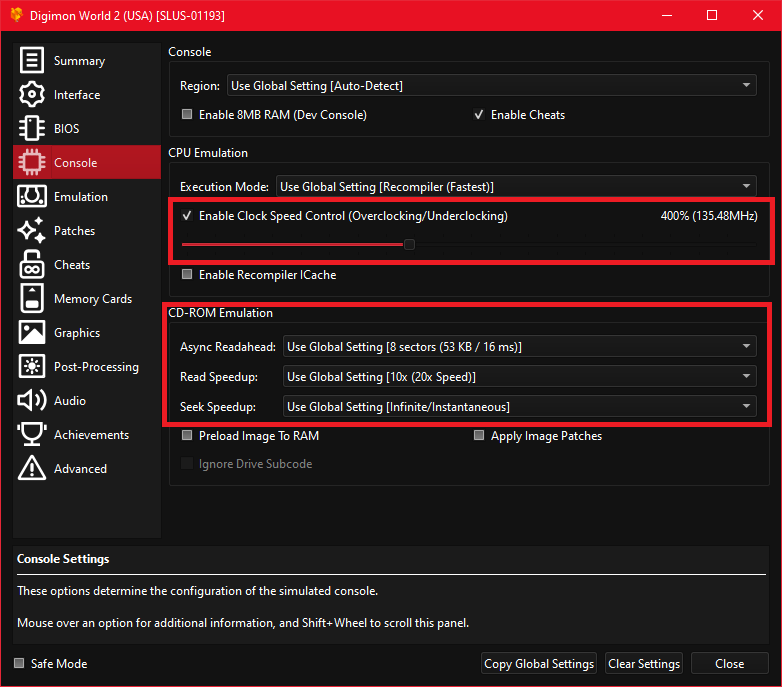 Digimon World 2 (USA) [SLUS-01193]
Summary
Interface
BIOS
Console
Emulation
Patches
Cheats
Memory Cards
Graphics
Post-Processing
Audio
Achievements
Advanced
Console
Region: Use Global Setting [Auto-Detect]
Enable 8MB RAM (Dev Console) Enable Cheats
CPU Emulation
Execution Mode: Use Global Setting [Recompiler (Fastest)]
Enable Clock Speed Control (Overclocking/Underclocking) 400% (135.48MHz)
Enable Recompiler ICache
CD-ROM Emulation
Async Readahead: Use Global Setting [8 sectors (53 KB / 16 ms)]
Read Speedup: Use Global Setting [10x (20x Speed)]
Seek Speedup: Use Global Setting [Infinite/Instantaneous]
Preload Image To RAM Apply Image Patches
Ignore Drive Subcode
Console Settings
These options determine the configuration of the simulated console.
Mouse over an option for additional information, and Shift+Wheel to scroll this panel.
Safe Mode Copy Global Settings Clear Settings Close